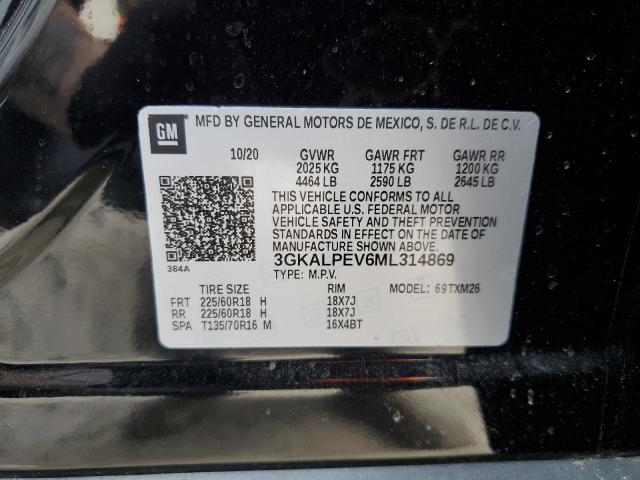 GM
MFD BY GENERAL MOTORS DE MEXICO, S. DE R.L. DE C.V.
10/20 GVWR GAWR FRT GAWR RR
2025 KG 1175 KG 1200 KG
4464 LB 2590 LB 2645 LB
THIS VEHICLE CONFORMS TO ALL
APPLICABLE U.S. FEDERAL MOTOR
VEHICLE SAFETY AND THEFT PREVENTION
STANDARDS IN EFFECT ON THE DATE OF
MANUFACTURE SHOWN ABOVE.
3GKALPEV6ML314869
384A
TYPE: M.P.V.
TIRE SIZE RIM MODEL: 69TXM26
FRT 225/60R18 H 18X7J
RR 225/60R18 H 18X7J
SPA T135/70R16 M 16X4BT